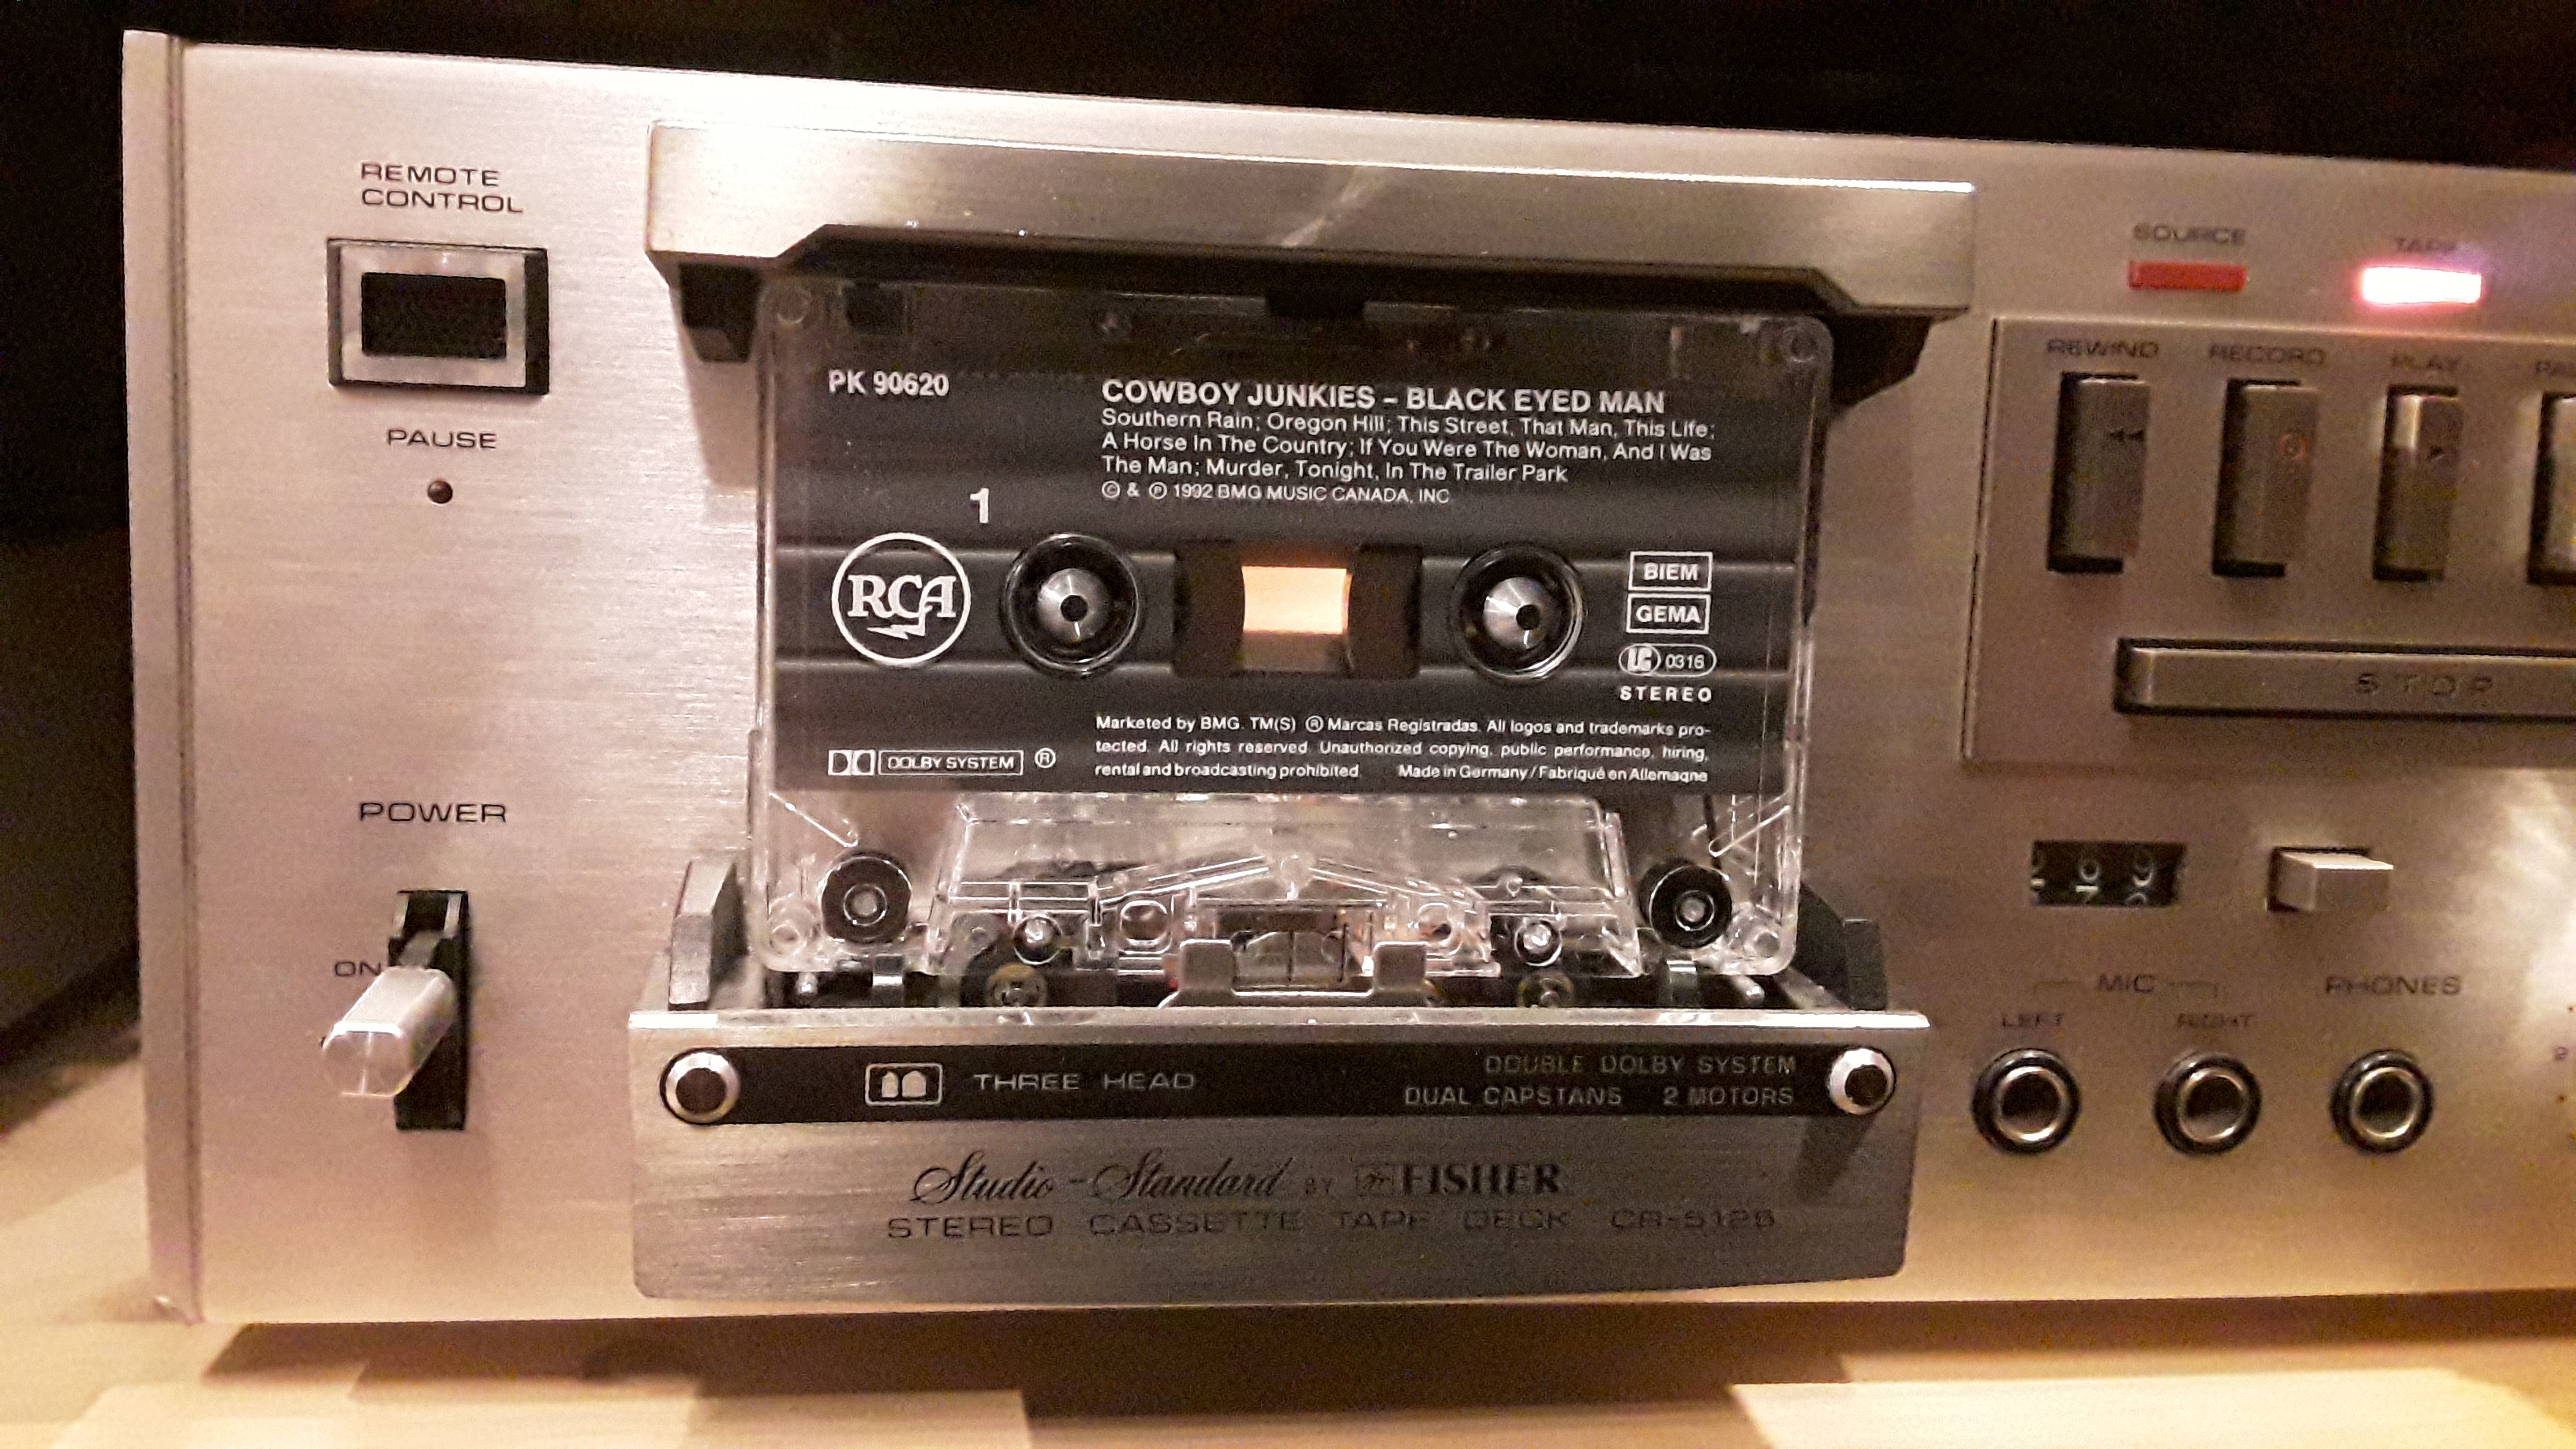 REMOTE
CONTROL
PAUSE
POWER
ON
PK 90620
COWBOY JUNKIES – BLACK EYED MAN
Southern Rain; Oregon Hill; This Street, That Man, This Life;
A Horse In The Country; If You Were The Woman, And I Was
The Man; Murder, Tonight, In The Trailer Park
© & ℗ 1992 BMG MUSIC CANADA, INC
1
RCA
BIEM
GEMA
LC 0316
STEREO
Marketed by BMG. TM(S) ® Marcas Registradas. All logos and trademarks pro-
tected. All rights reserved. Unauthorized copying, public performance, hiring,
rental and broadcasting prohibited. Made in Germany / Fabriqué en Allemagne
DOLBY SYSTEM ®
THREE HEAD
DOUBLE DOLBY SYSTEM
DUAL CAPSTANS 2 MOTORS
Studio-Standard BY FISHER
STEREO CASSETTE TAPE DECK
SOURCE
TAPE
REWIND
RECORD
PLAY
STOP
MIC
LEFT
RIGHT
PHONES